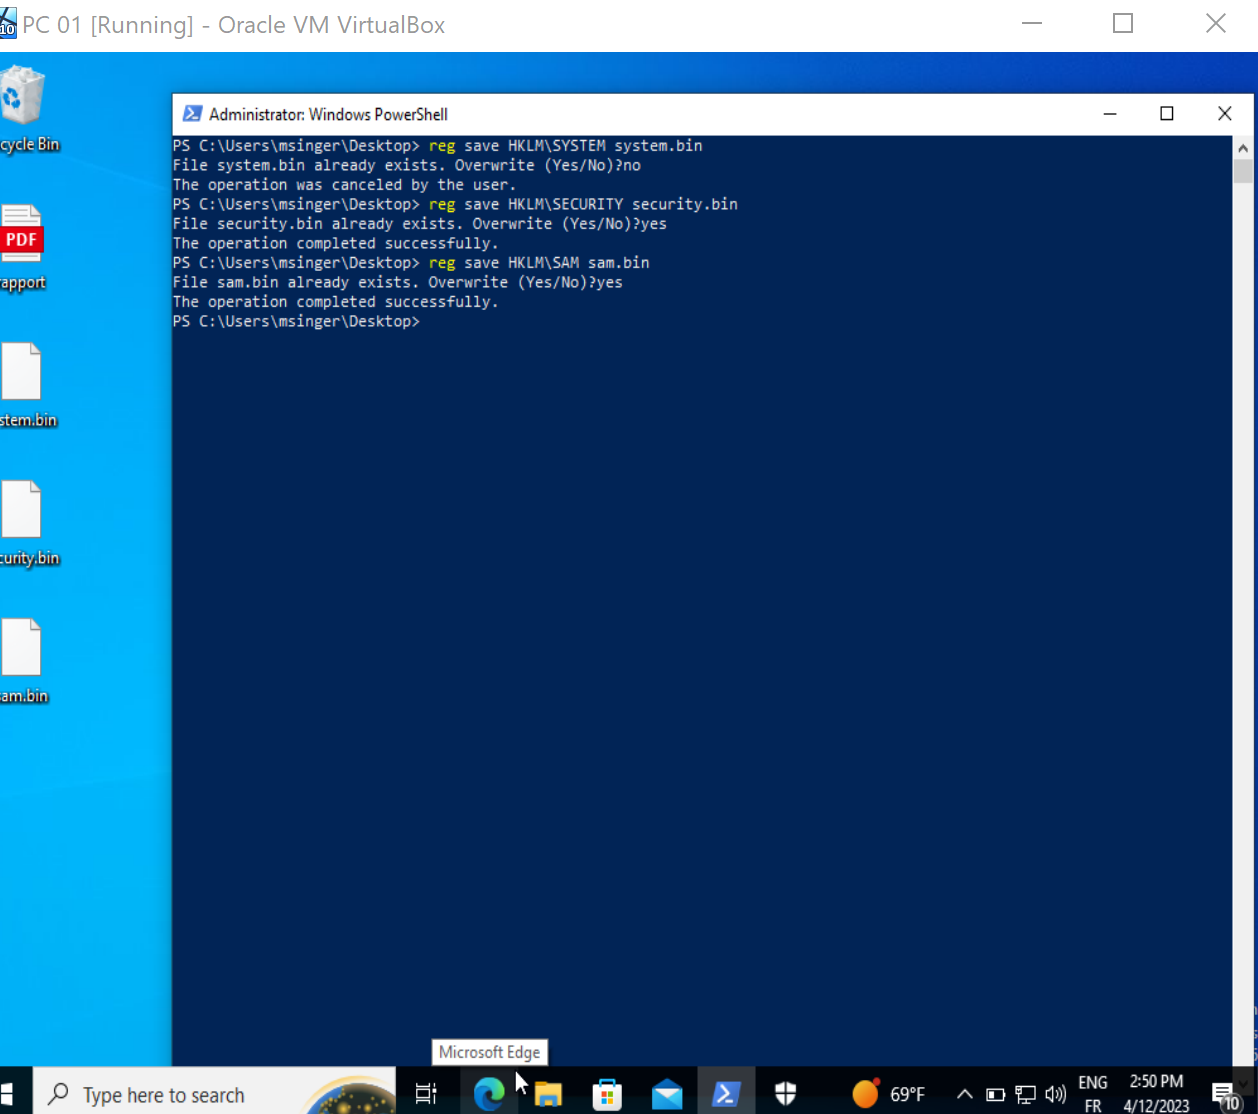 PC 01 [Running] - Oracle VM VirtualBox
cycle Bin
PDF
apport
stem.bin
curity.bin
am.bin
Administrator: Windows PowerShell
PS C:\Users\msinger\Desktop> reg save HKLM\SYSTEM system.bin
File system.bin already exists. Overwrite (Yes/No)?no
The operation was canceled by the user.
PS C:\Users\msinger\Desktop> reg save HKLM\SECURITY security.bin
File security.bin already exists. Overwrite (Yes/No)?yes
The operation completed successfully.
PS C:\Users\msinger\Desktop> reg save HKLM\SAM sam.bin
File sam.bin already exists. Overwrite (Yes/No)?yes
The operation completed successfully.
PS C:\Users\msinger\Desktop>
Microsoft Edge
Type here to search
69°F
ENG
FR
2:50 PM
4/12/2023
10
10